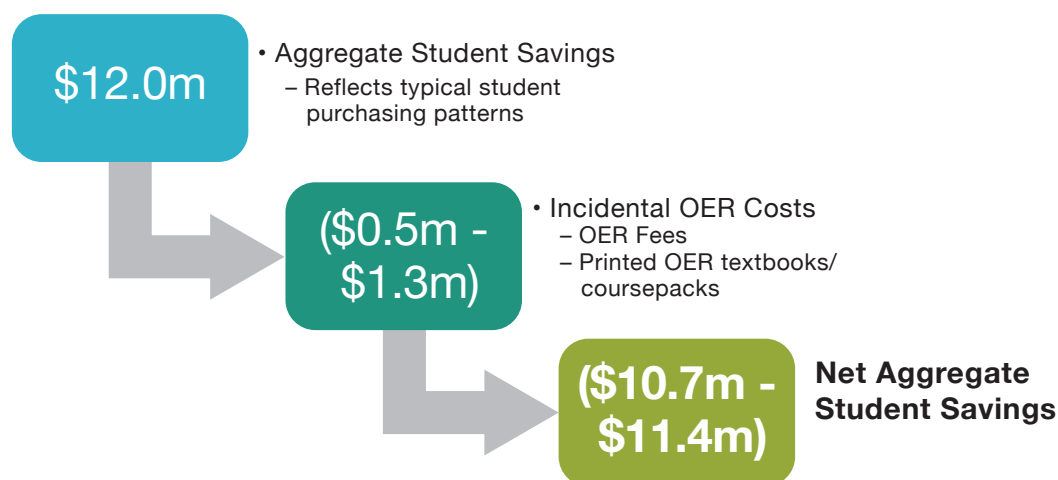 $12.0m
• Aggregate Student Savings
– Reflects typical student
purchasing patterns
($0.5m -
$1.3m)
• Incidental OER Costs
– OER Fees
– Printed OER textbooks/
coursepacks
($10.7m -
$11.4m)
Net Aggregate
Student Savings